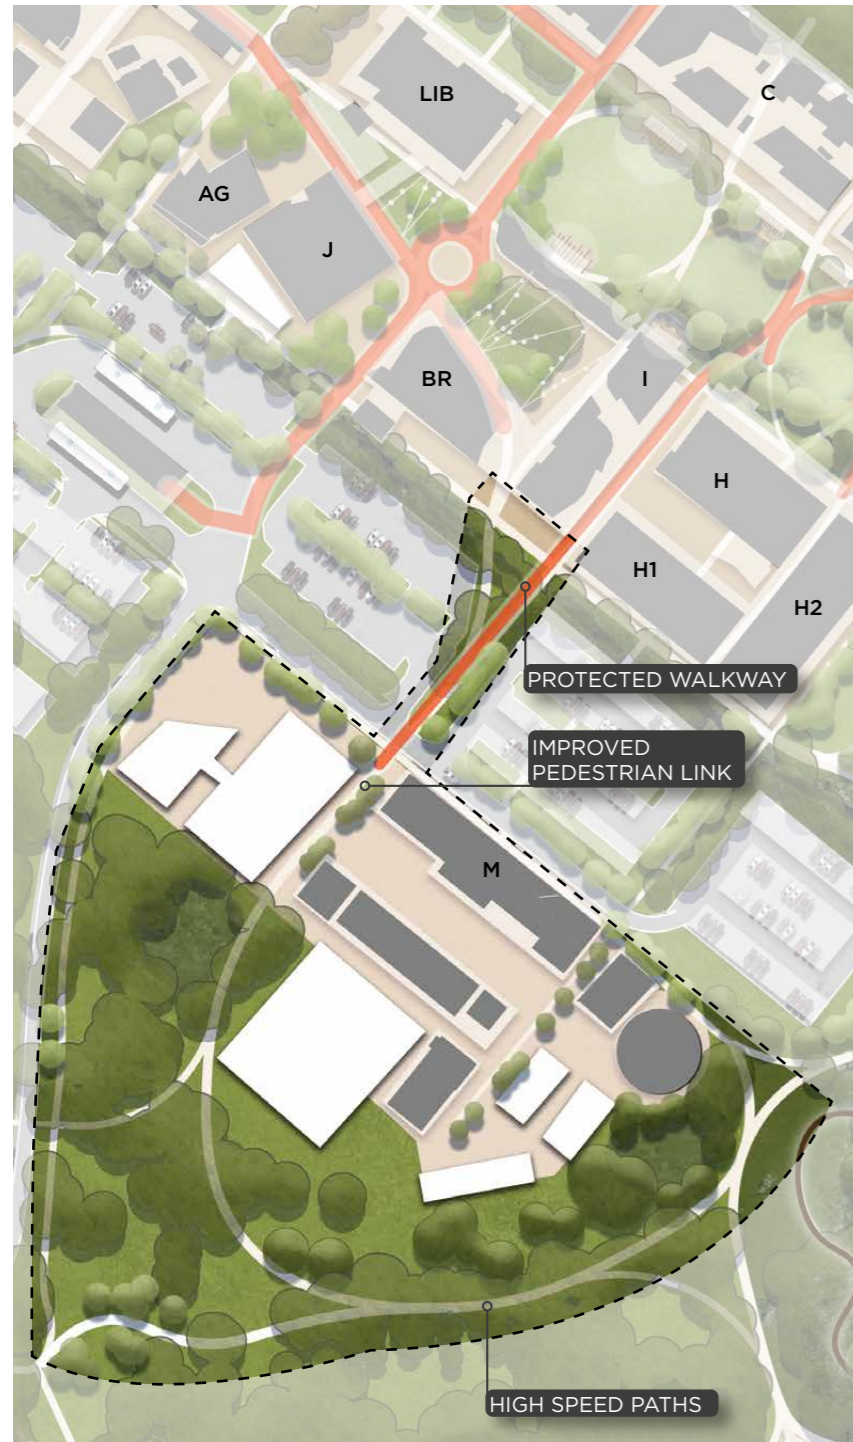 LIB
C
AG
J
BR
I
H
H1
H2
PROTECTED WALKWAY
IMPROVED
PEDESTRIAN LINK
M
HIGH SPEED PATHS